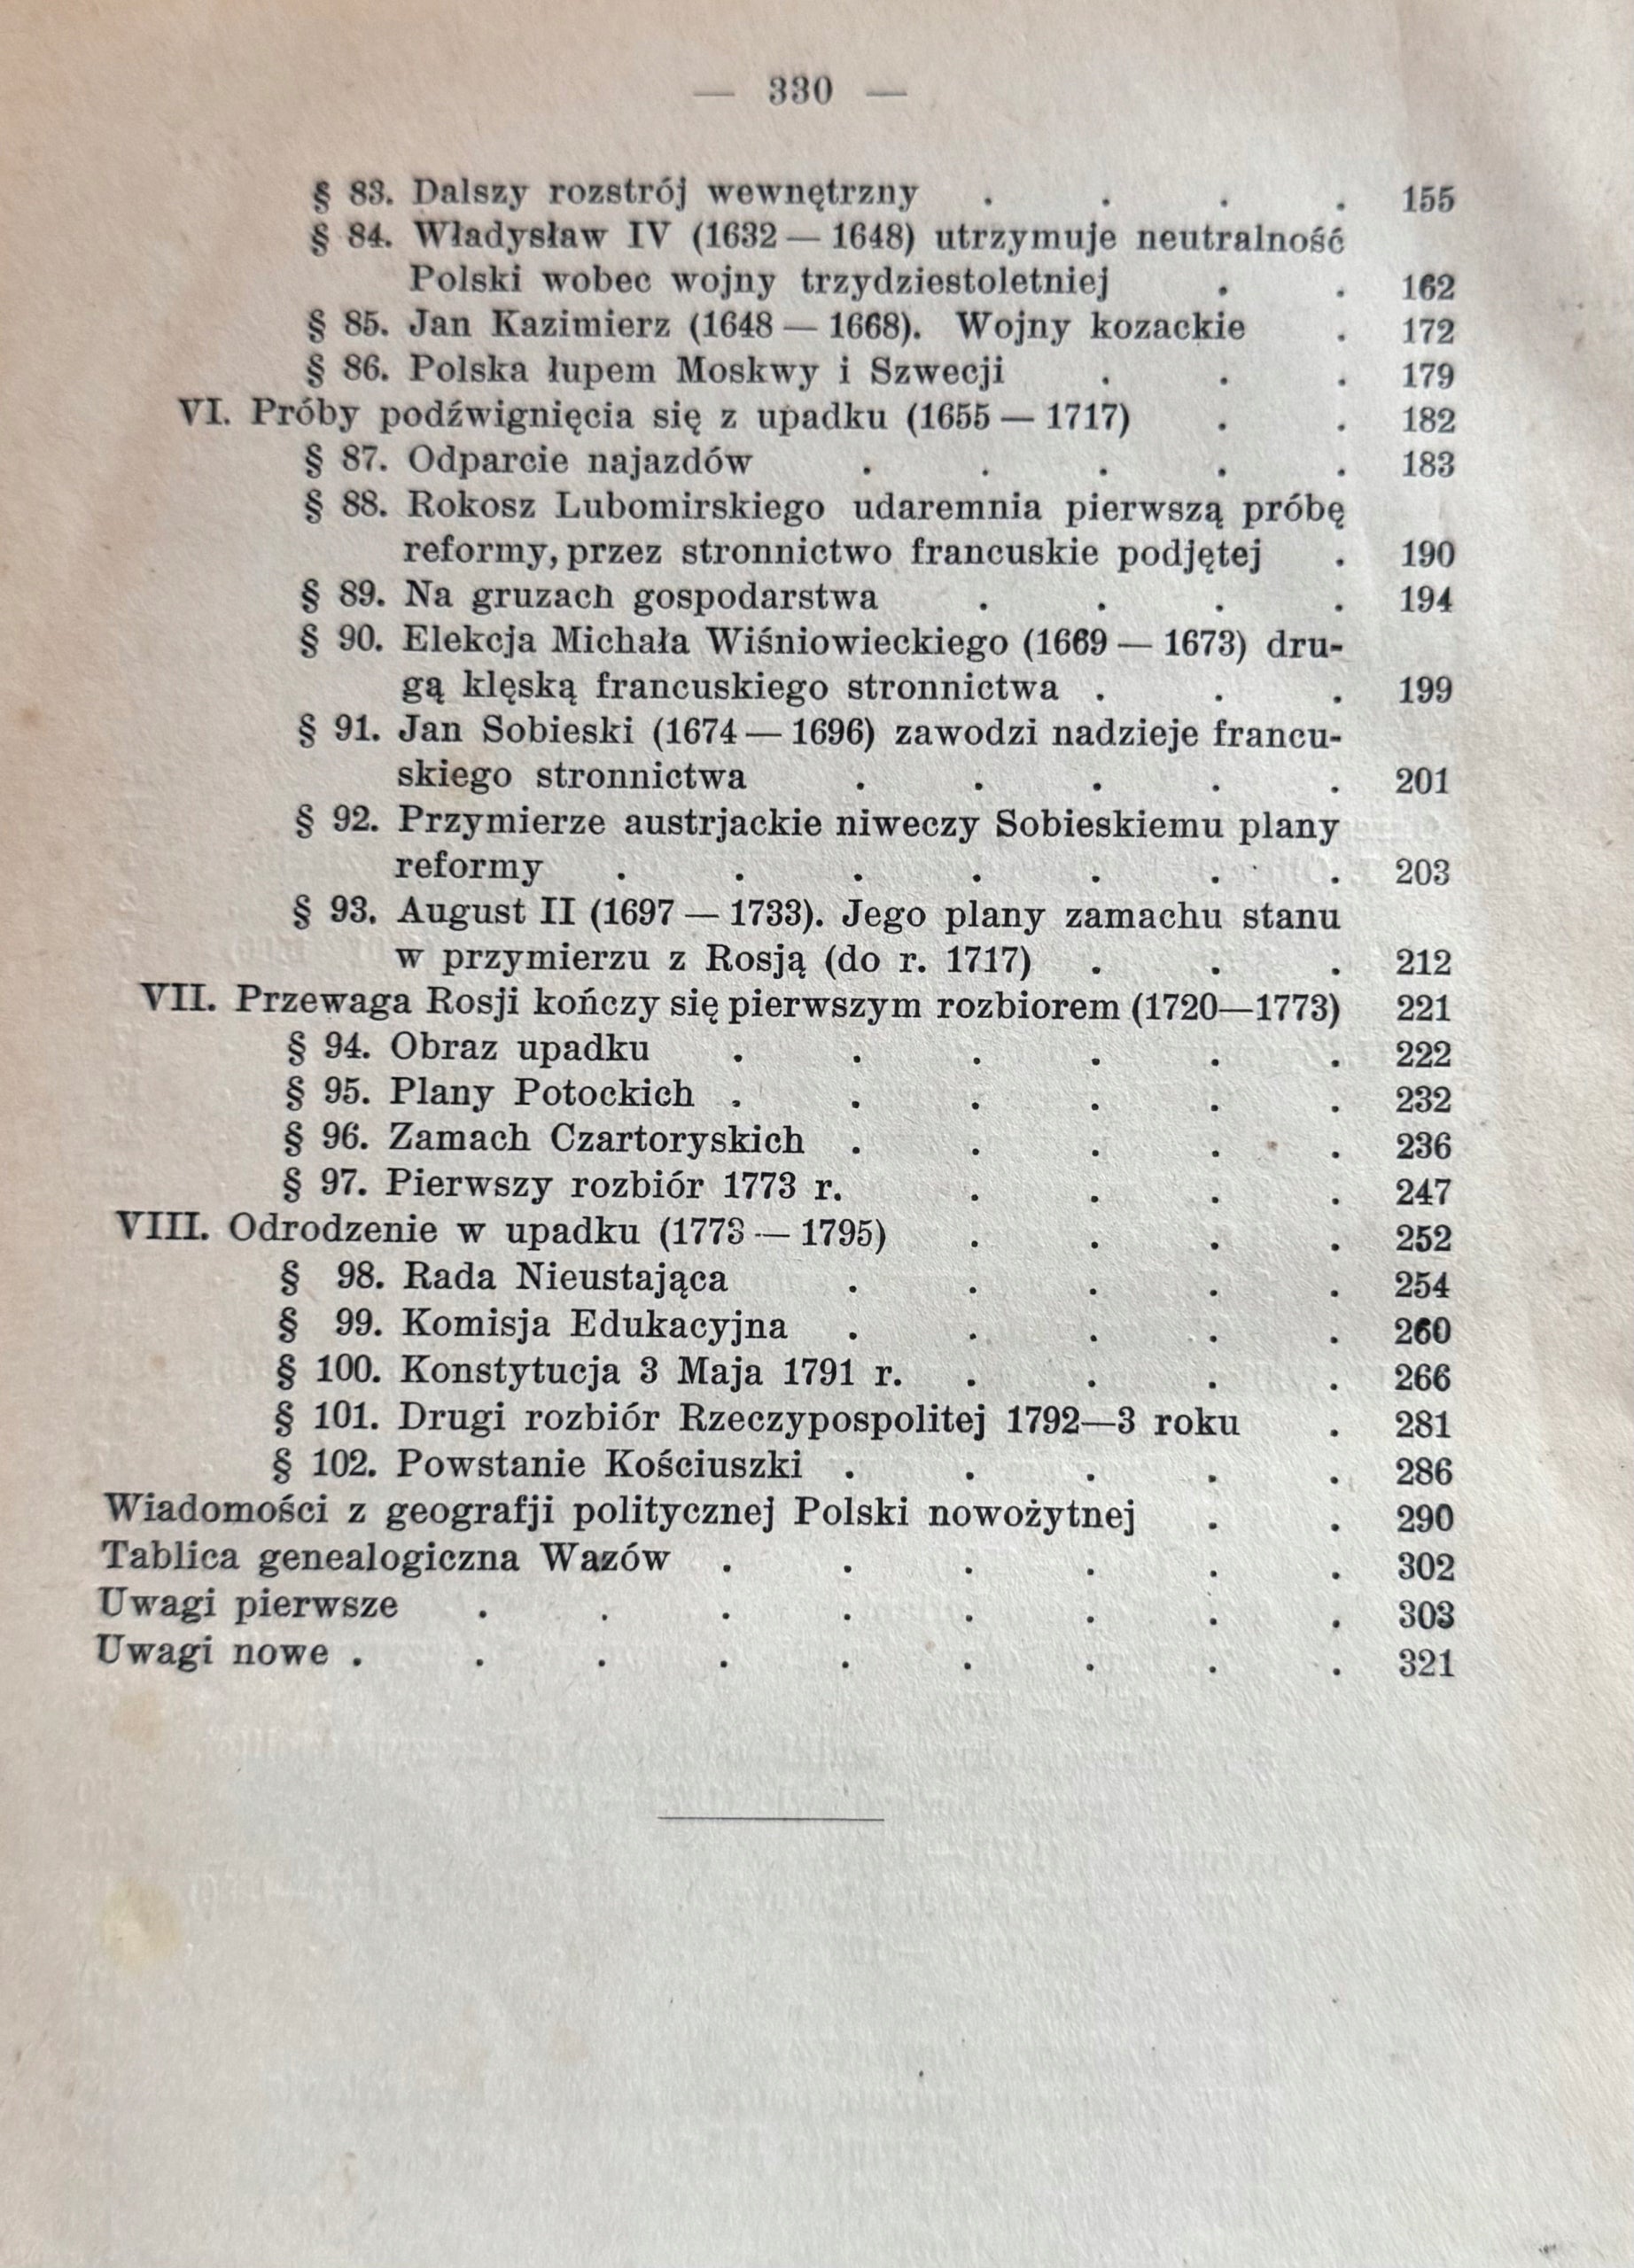 — 330 —
§ 83. Dalszy rozstrój wewnętrzny . . . . 155
§ 84. Władysław IV (1632 — 1648) utrzymuje neutralność
Polski wobec wojny trzydziestoletniej . . 162
§ 85. Jan Kazimierz (1648 — 1668). Wojny kozackie . 172
§ 86. Polska łupem Moskwy i Szwecji . . . 179
VI. Próby podźwignięcia się z upadku (1655 — 1717) . . 182
§ 87. Odparcie najazdów . . . . . 183
§ 88. Rokosz Lubomirskiego udaremnia pierwszą próbę
reformy, przez stronnictwo francuskie podjętej . 190
§ 89. Na gruzach gospodarstwa . . . . 194
§ 90. Elekcja Michała Wiśniowieckiego (1669 — 1673) dru-
gą klęską francuskiego stronnictwa . . . 199
§ 91. Jan Sobieski (1674 — 1696) zawodzi nadzieje francu-
skiego stronnictwa . . . . . 201
§ 92. Przymierze austrjackie niweczy Sobieskiemu plany
reformy . . . . . . . 203
§ 93. August II (1697 — 1733). Jego plany zamachu stanu
w przymierzu z Rosją (do r. 1717) . . . 212
VII. Przewaga Rosji kończy się pierwszym rozbiorem (1720—1773) 221
§ 94. Obraz upadku . . . . . . 222
§ 95. Plany Potockich . . . . . . 232
§ 96. Zamach Czartoryskich . . . . . 236
§ 97. Pierwszy rozbiór 1773 r. . . . . 247
VIII. Odrodzenie w upadku (1773 — 1795) . . . . 252
§ 98. Rada Nieustająca . . . . . 254
§ 99. Komisja Edukacyjna . . . . . 260
§ 100. Konstytucja 3 Maja 1791 r. . . . . 266
§ 101. Drugi rozbiór Rzeczypospolitej 1792—3 roku . 281
§ 102. Powstanie Kościuszki . . . . . 286
Wiadomości z geografji politycznej Polski nowożytnej . . 290
Tablica genealogiczna Wazów . . . . . . 302
Uwagi pierwsze . . . . . . . . 303
Uwagi nowe . . . . . . . . . 321